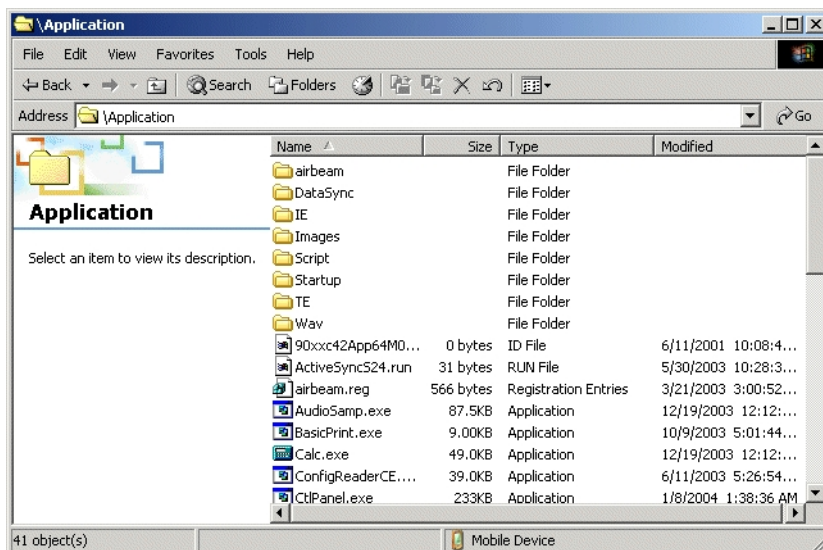 \Application
File Edit View Favorites Tools Help
Back Search Folders
Address \Application Go
Name Size Type Modified
airbeam File Folder
DataSync File Folder
IE File Folder
Images File Folder
Script File Folder
Startup File Folder
TE File Folder
Wav File Folder
90xxc42App64M0... 0 bytes ID File 6/11/2001 10:08:4...
ActiveSyncS24.run 31 bytes RUN File 5/30/2003 10:28:3...
airbeam.reg 566 bytes Registration Entries 3/21/2003 3:00:52...
AudioSamp.exe 87.5KB Application 12/19/2003 12:12:...
BasicPrint.exe 9.00KB Application 10/9/2003 5:01:44...
Calc.exe 49.0KB Application 12/19/2003 12:12:...
ConfigReaderCE.... 39.0KB Application 6/11/2003 5:26:54...
CtlPanel.exe 233KB Application 1/8/2004 1:38:36 AM
Application
Select an item to view its description.
41 object(s) Mobile Device